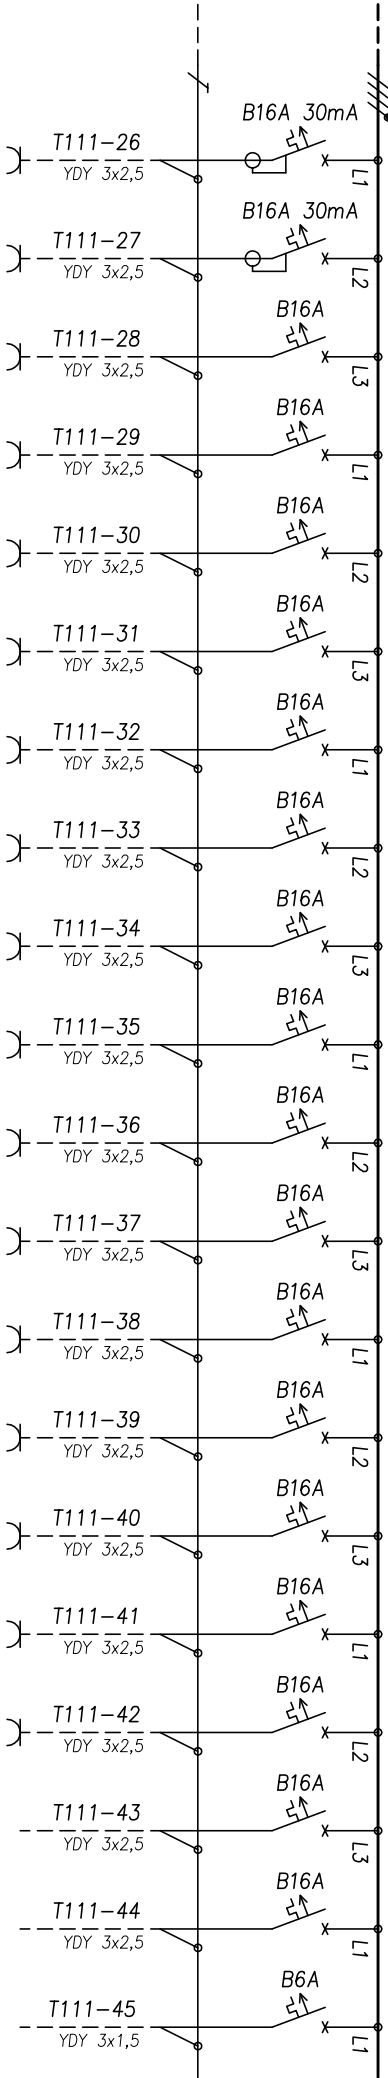 B16A 30mA
T111-26
YDY 3x2,5
L1
B16A 30mA
T111-27
YDY 3x2,5
L2
B16A
T111-28
YDY 3x2,5
L3
B16A
T111-29
YDY 3x2,5
L1
B16A
T111-30
YDY 3x2,5
L2
B16A
T111-31
YDY 3x2,5
L3
B16A
T111-32
YDY 3x2,5
L1
B16A
T111-33
YDY 3x2,5
L2
B16A
T111-34
YDY 3x2,5
L3
B16A
T111-35
YDY 3x2,5
L1
B16A
T111-36
YDY 3x2,5
L2
B16A
T111-37
YDY 3x2,5
L3
B16A
T111-38
YDY 3x2,5
L1
B16A
T111-39
YDY 3x2,5
L2
B16A
T111-40
YDY 3x2,5
L3
B16A
T111-41
YDY 3x2,5
L1
B16A
T111-42
YDY 3x2,5
L2
B16A
T111-43
YDY 3x2,5
L3
B16A
T111-44
YDY 3x2,5
L1
B6A
T111-45
YDY 3x1,5
L1